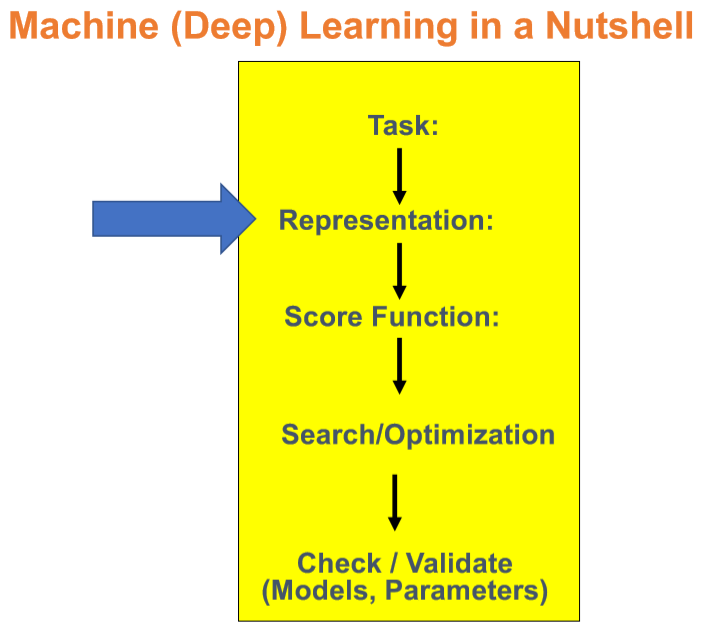 Machine (Deep) Learning in a Nutshell
Task:
Representation:
Score Function:
Search/Optimization
Check / Validate
(Models, Parameters)